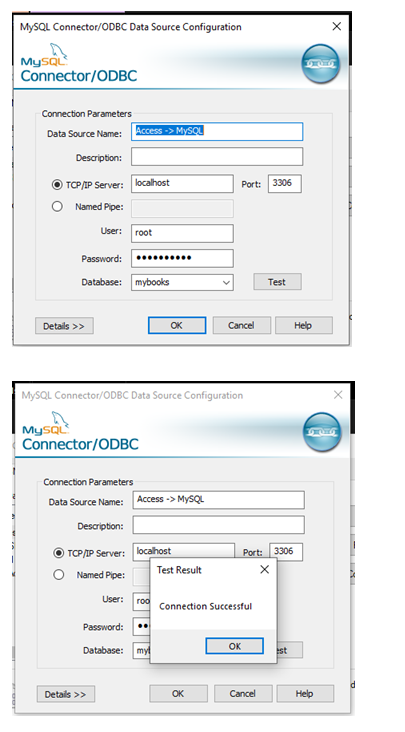 MySQL Connector/ODBC Data Source Configuration
MySQL
Connector/ODBC
Connection Parameters
Data Source Name: Access -> MySQL
Description:
TCP/IP Server: localhost Port: 3306
Named Pipe:
User: root
Password: ••••••••••
Database: mybooks Test
Details >> OK Cancel Help
MySQL Connector/ODBC Data Source Configuration
MySQL
Connector/ODBC
Connection Parameters
Data Source Name: Access -> MySQL
Description:
TCP/IP Server: localhost Port: 3306
Test Result
Named Pipe:
Connection Successful
User: roo
Password: ••
OK
Database: myb est
Details >> OK Cancel Help